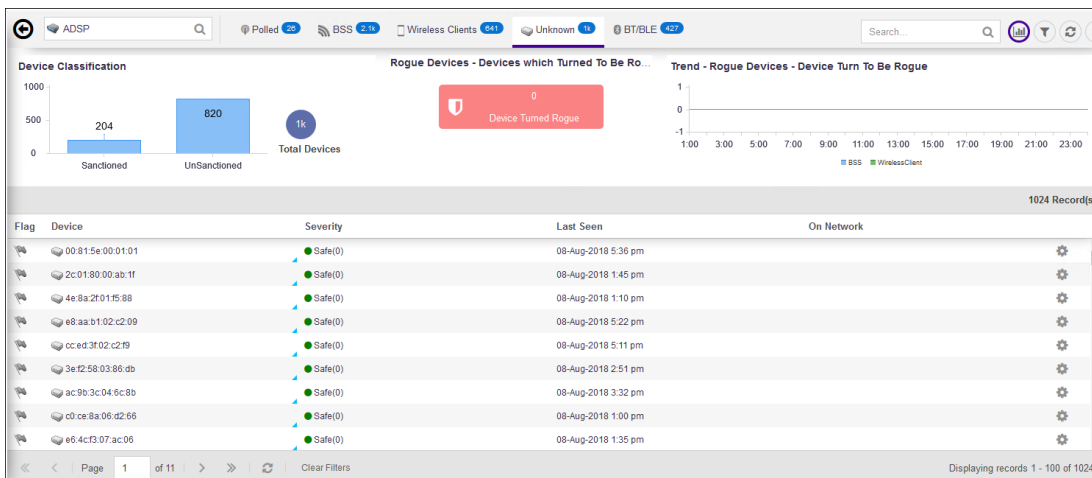 ADSP
Polled 26
BSS 2.1k
Wireless Clients 641
Unknown 1k
BT/BLE 427
Search...
Device Classification
1000
500
0
204
820
Sanctioned
UnSanctioned
1k
Total Devices
Rogue Devices - Devices which Turned To Be Ro...
0
Device Turned Rogue
Trend - Rogue Devices - Device Turn To Be Rogue
1
0
-1
1:00 3:00 5:00 7:00 9:00 11:00 13:00 15:00 17:00 19:00 21:00 23:00
BSS WirelessClient
1024 Record(s
Flag Device Severity Last Seen On Network
00:81:5e:00:01:01 Safe(0) 08-Aug-2018 5:36 pm
2c:01:80:00:ab:1f Safe(0) 08-Aug-2018 1:45 pm
4e:8a:2f:01:f5:88 Safe(0) 08-Aug-2018 1:10 pm
e8:aa:b1:02:c2:09 Safe(0) 08-Aug-2018 5:22 pm
cc:ed:3f:02:c2:f9 Safe(0) 08-Aug-2018 5:11 pm
3e:f2:58:03:86:db Safe(0) 08-Aug-2018 2:51 pm
ac:9b:3c:04:6c:8b Safe(0) 08-Aug-2018 3:32 pm
c0:ce:8a:06:d2:66 Safe(0) 08-Aug-2018 1:00 pm
e6:4c:f3:07:ac:06 Safe(0) 08-Aug-2018 1:35 pm
Page 1 of 11 Clear Filters Displaying records 1 - 100 of 1024